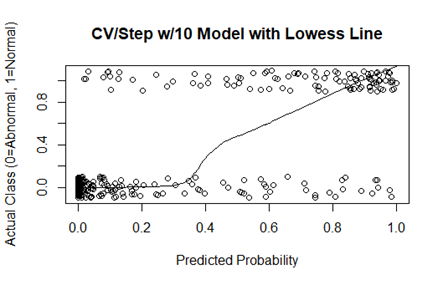 CV/Step w/10 Model with Lowess Line
Actual Class (0=Abnormal, 1=Normal)
0.8
0.4
0.0
0.0 0.2 0.4 0.6 0.8 1.0
Predicted Probability